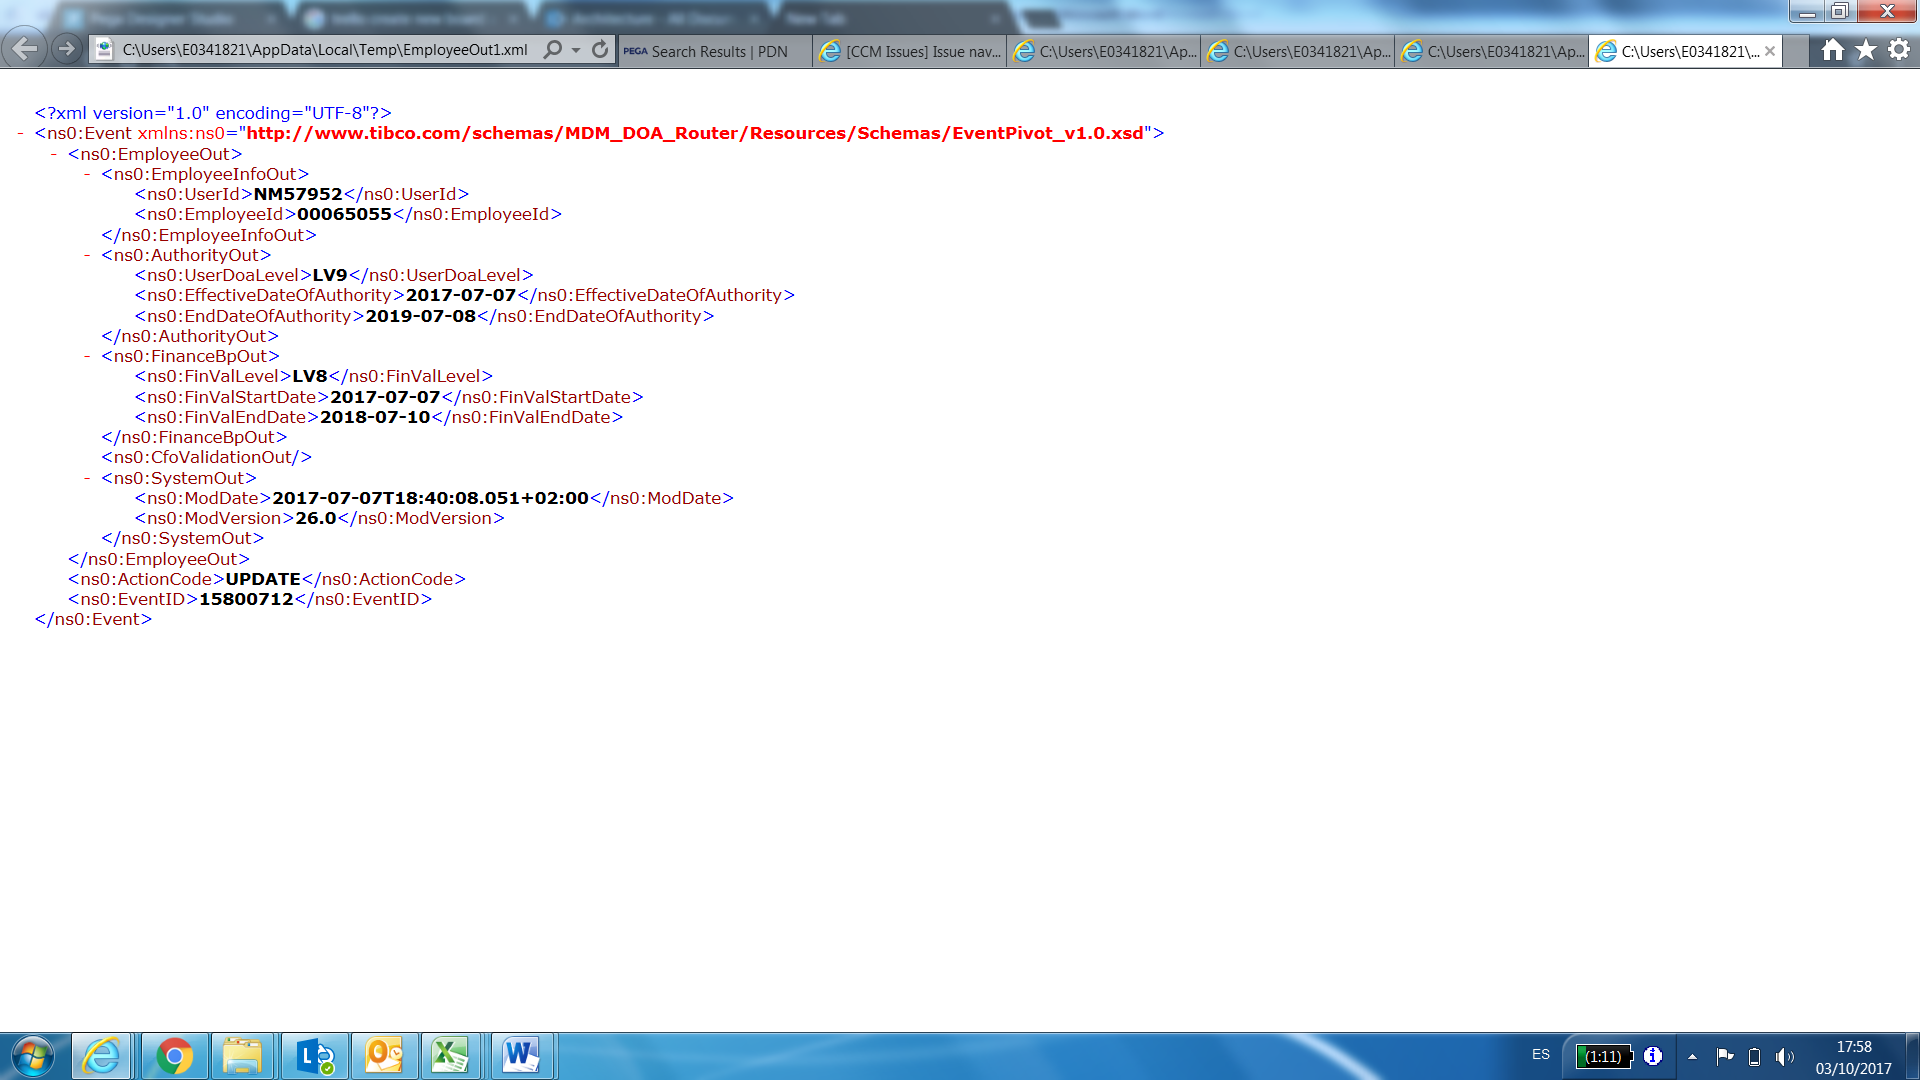 C:\Users\E0341821\AppData\Local\Temp\EmployeeOut1.xml
PEGA Search Results | PDN
[CCM Issues] Issue nav...
C:\Users\E0341821\Ap...
C:\Users\E0341821\Ap...
C:\Users\E0341821\Ap...
C:\Users\E0341821\...
<?xml version="1.0" encoding="UTF-8"?>
- <ns0:Event xmlns:ns0="http://www.tibco.com/schemas/MDM_DOA_Router/Resources/Schemas/EventPivot_v1.0.xsd">
- <ns0:EmployeeOut>
- <ns0:EmployeeInfoOut>
<ns0:UserId>NM57952</ns0:UserId>
<ns0:EmployeeId>00065055</ns0:EmployeeId>
</ns0:EmployeeInfoOut>
- <ns0:AuthorityOut>
<ns0:UserDoaLevel>LV9</ns0:UserDoaLevel>
<ns0:EffectiveDateOfAuthority>2017-07-07</ns0:EffectiveDateOfAuthority>
<ns0:EndDateOfAuthority>2019-07-08</ns0:EndDateOfAuthority>
</ns0:AuthorityOut>
- <ns0:FinanceBpOut>
<ns0:FinValLevel>LV8</ns0:FinValLevel>
<ns0:FinValStartDate>2017-07-07</ns0:FinValStartDate>
<ns0:FinValEndDate>2018-07-10</ns0:FinValEndDate>
</ns0:FinanceBpOut>
<ns0:CfoValidationOut/>
- <ns0:SystemOut>
<ns0:ModDate>2017-07-07T18:40:08.051+02:00</ns0:ModDate>
<ns0:ModVersion>26.0</ns0:ModVersion>
</ns0:SystemOut>
</ns0:EmployeeOut>
<ns0:ActionCode>UPDATE</ns0:ActionCode>
<ns0:EventID>15800712</ns0:EventID>
</ns0:Event>
ES
(1:11)
17:58
03/10/2017